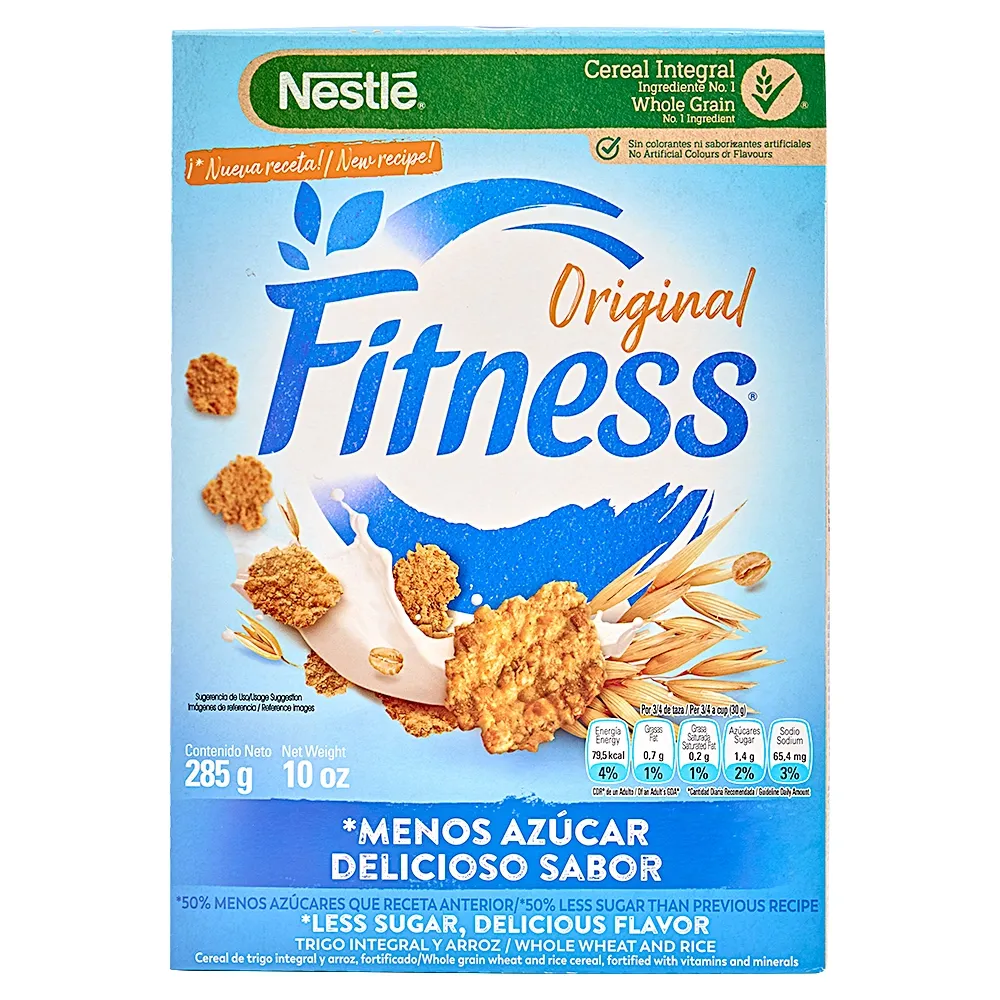 Nestlé®
Cereal Integral
Ingrediente No. 1
Whole Grain
No. 1 Ingredient
®
Sin colorantes ni saborizantes artificiales
No Artificial Colours or Flavours
¡* Nueva receta! / New recipe!
Original
Fitness®
Sugerencia de Uso/Usage Suggestion
Imágenes de referencia / Reference Images
Contenido Neto Net Weight
285 g 10 oz
Por 3/4 de taza / Per 3/4 a cup (30 g)
Energía Energy 79,5 kcal 4%
Grasas Fat 0,7 g 1%
Grasa Saturada Saturated Fat 0,2 g 1%
Azúcares Sugar 1,4 g 2%
Sodio Sodium 65,4 mg 3%
CDR* de un Adulto / Of an Adult's GDA* *Cantidad Diaria Recomendada / Guideline Daily Amount
*MENOS AZÚCAR
DELICIOSO SABOR
*50% MENOS AZÚCARES QUE RECETA ANTERIOR/*50% LESS SUGAR THAN PREVIOUS RECIPE
*LESS SUGAR, DELICIOUS FLAVOR
TRIGO INTEGRAL Y ARROZ / WHOLE WHEAT AND RICE
Cereal de trigo integral y arroz, fortificado/Whole grain wheat and rice cereal, fortified with vitamins and minerals